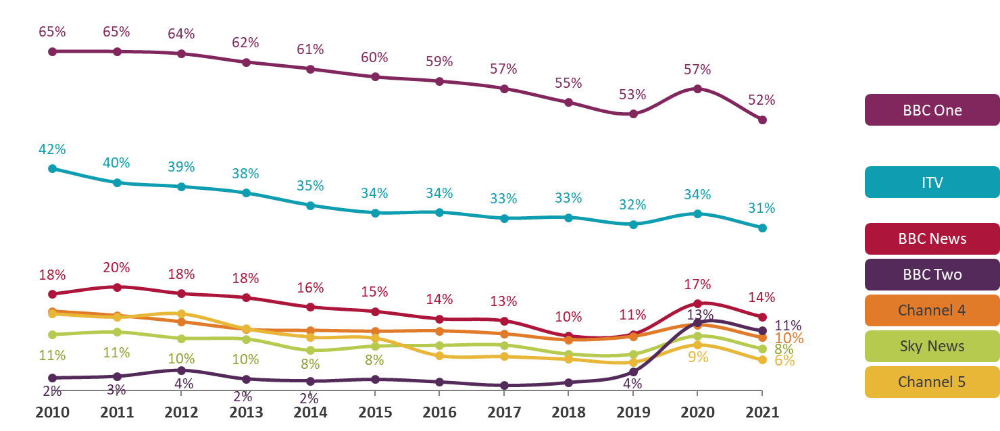 65% 65% 64% 62% 61% 60% 59% 57% 55% 53% 57% 52%
BBC One
42% 40% 39% 38% 35% 34% 34% 33% 33% 32% 34% 31%
ITV
BBC News
18% 20% 18% 18% 16% 15% 14% 13% 10% 11% 17% 14%
BBC Two
13% 11%
Channel 4
10%
Sky News
11% 11% 10% 10% 8% 8% 8%
9% 6%
Channel 5
2% 3% 4% 2% 2% 4%
2010 2011 2012 2013 2014 2015 2016 2017 2018 2019 2020 2021